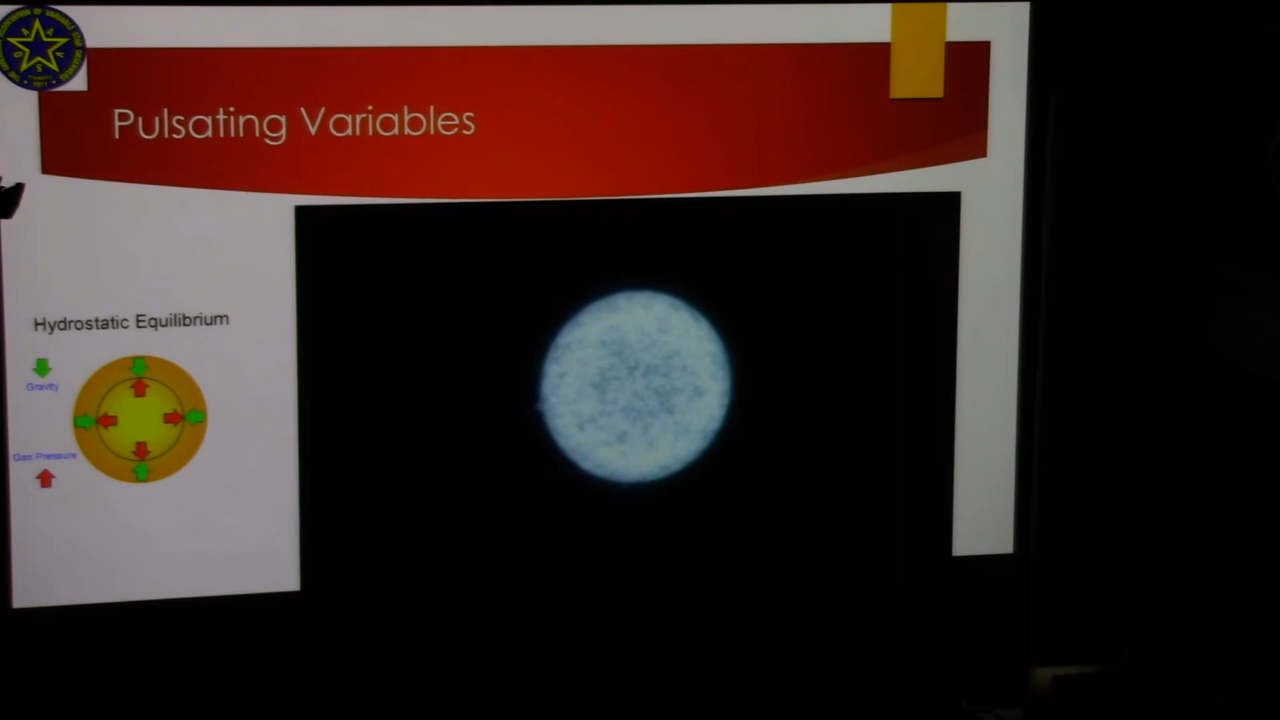 Pulsating Variables
Hydrostatic Equilibrium
Gravity
Gas Pressure